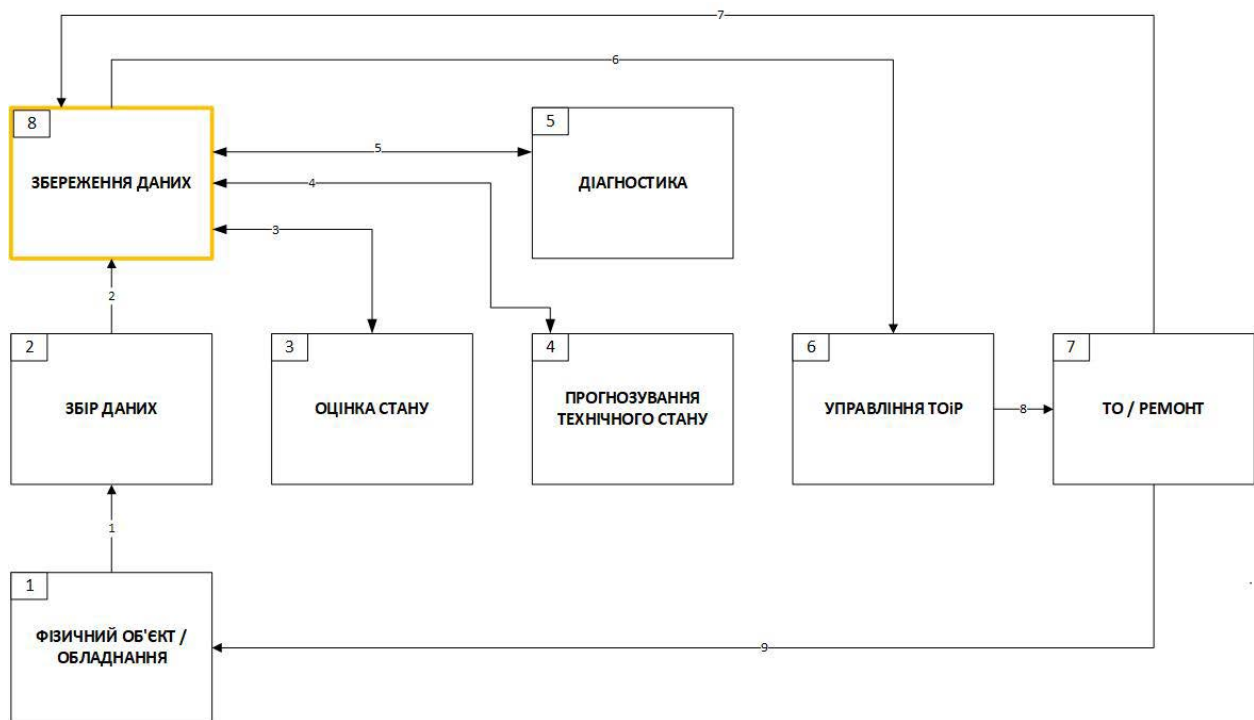 7
6
8
ЗБЕРЕЖЕННЯ ДАНИХ
5
4
3
5
ДІАГНОСТИКА
2
2
ЗБІР ДАНИХ
3
ОЦІНКА СТАНУ
4
ПРОГНОЗУВАННЯ
ТЕХНІЧНОГО СТАНУ
6
УПРАВЛІННЯ ТОіР
8
7
ТО / РЕМОНТ
1
1
ФІЗИЧНИЙ ОБ'ЄКТ /
ОБЛАДНАННЯ
9